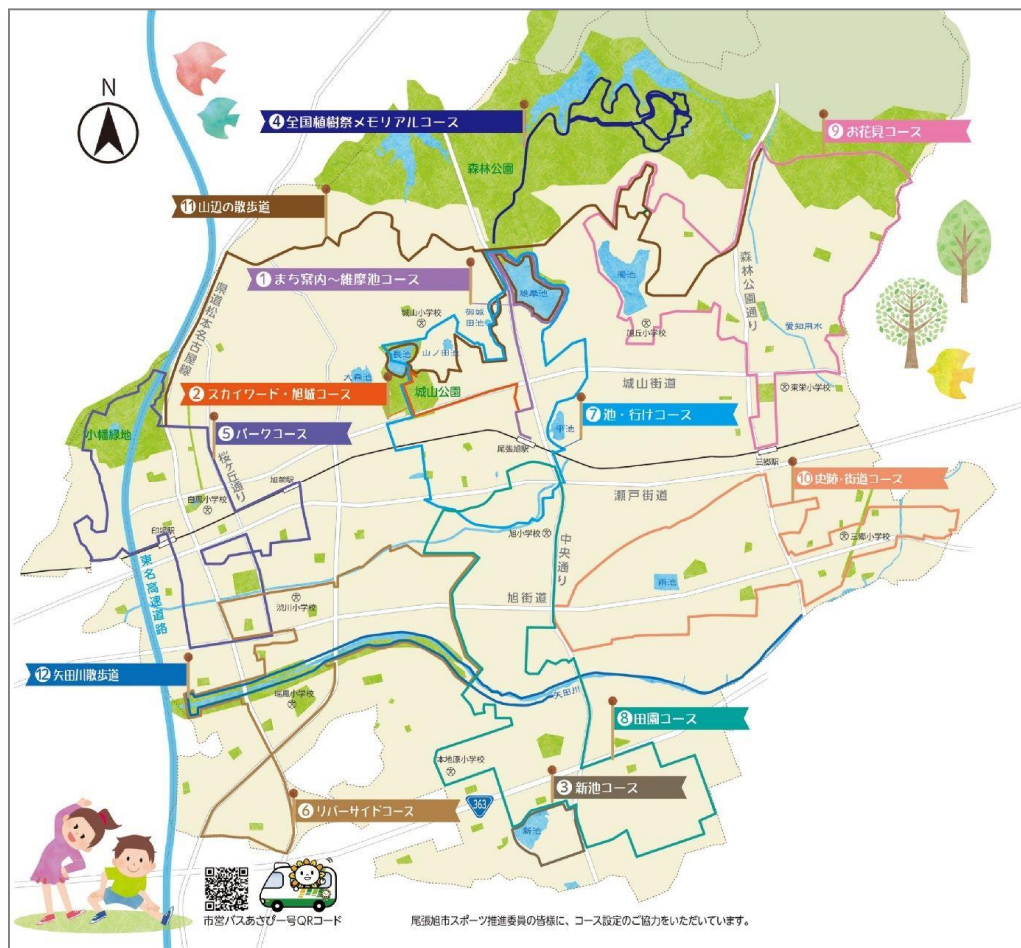 N
④全国植樹祭メモリアルコース
⑨お花見コース
森林公園
⑪山辺の散歩道
①まち案内～維摩池コース
城山小学校
御城
田池
維摩池
濁池
旭丘小学校
森林公園通り
愛知用水
県道松本名古屋線
長池
山ノ田池
大森池
城山公園
城山街道
東栄小学校
②スカイワード・旭城コース
⑦池・行けコース
平池
小幡緑地
⑤パークコース
桜ヶ丘通り
尾張旭駅
三郷駅
旭前駅
白鳳小学校
瀬戸街道
⑩史跡・街道コース
印場駅
旭小学校
中央通り
三郷小学校
東名高速道路
渋川小学校
旭街道
⑫矢田川散歩道
瑞鳳小学校
矢田川
⑧田園コース
本地原小学校
③新池コース
⑥リバーサイドコース
363
新池
市営バスあさぴー号QRコード
尾張旭市スポーツ推進委員の皆様に、コース設定のご協力をいただいています。